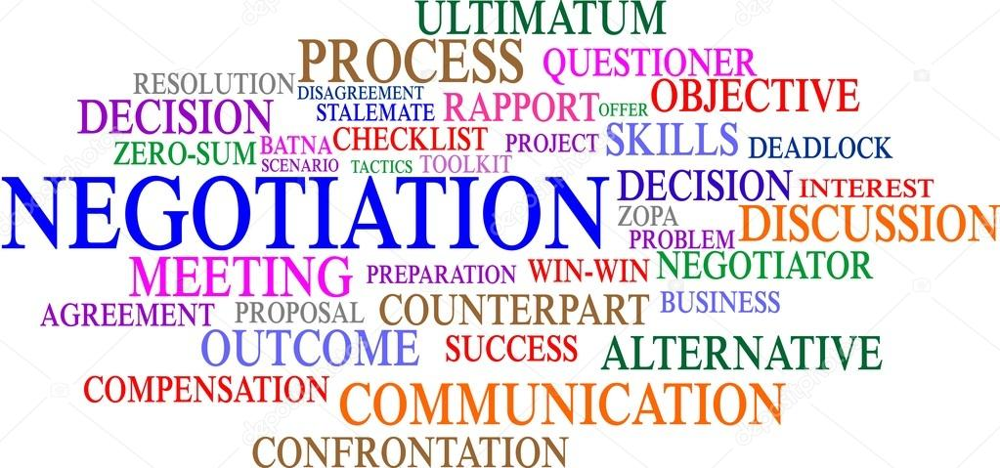 ULTIMATUM
PROCESS QUESTIONER
RESOLUTION DISAGREEMENT OBJECTIVE
DECISION STALEMATE RAPPORT OFFER
ZERO-SUM BATNA CHECKLIST PROJECT SKILLS DEADLOCK
SCENARIO TACTICS TOOLKIT
NEGOTIATION DECISION INTEREST
ZOPA DISCUSSION
PROBLEM
MEETING PREPARATION WIN-WIN NEGOTIATOR
AGREEMENT PROPOSAL COUNTERPART BUSINESS
OUTCOME SUCCESS ALTERNATIVE
COMPENSATION COMMUNICATION
CONFRONTATION